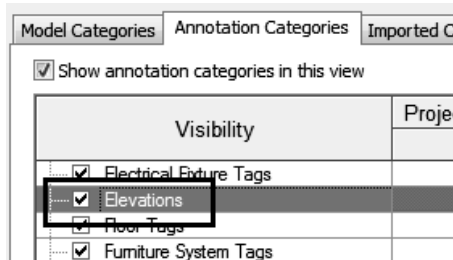 Model Categories Annotation Categories Imported C
Show annotation categories in this view
Visibility Proje
Electrical Fixture Tags
Elevations
Floor Tags
Furniture System Tags